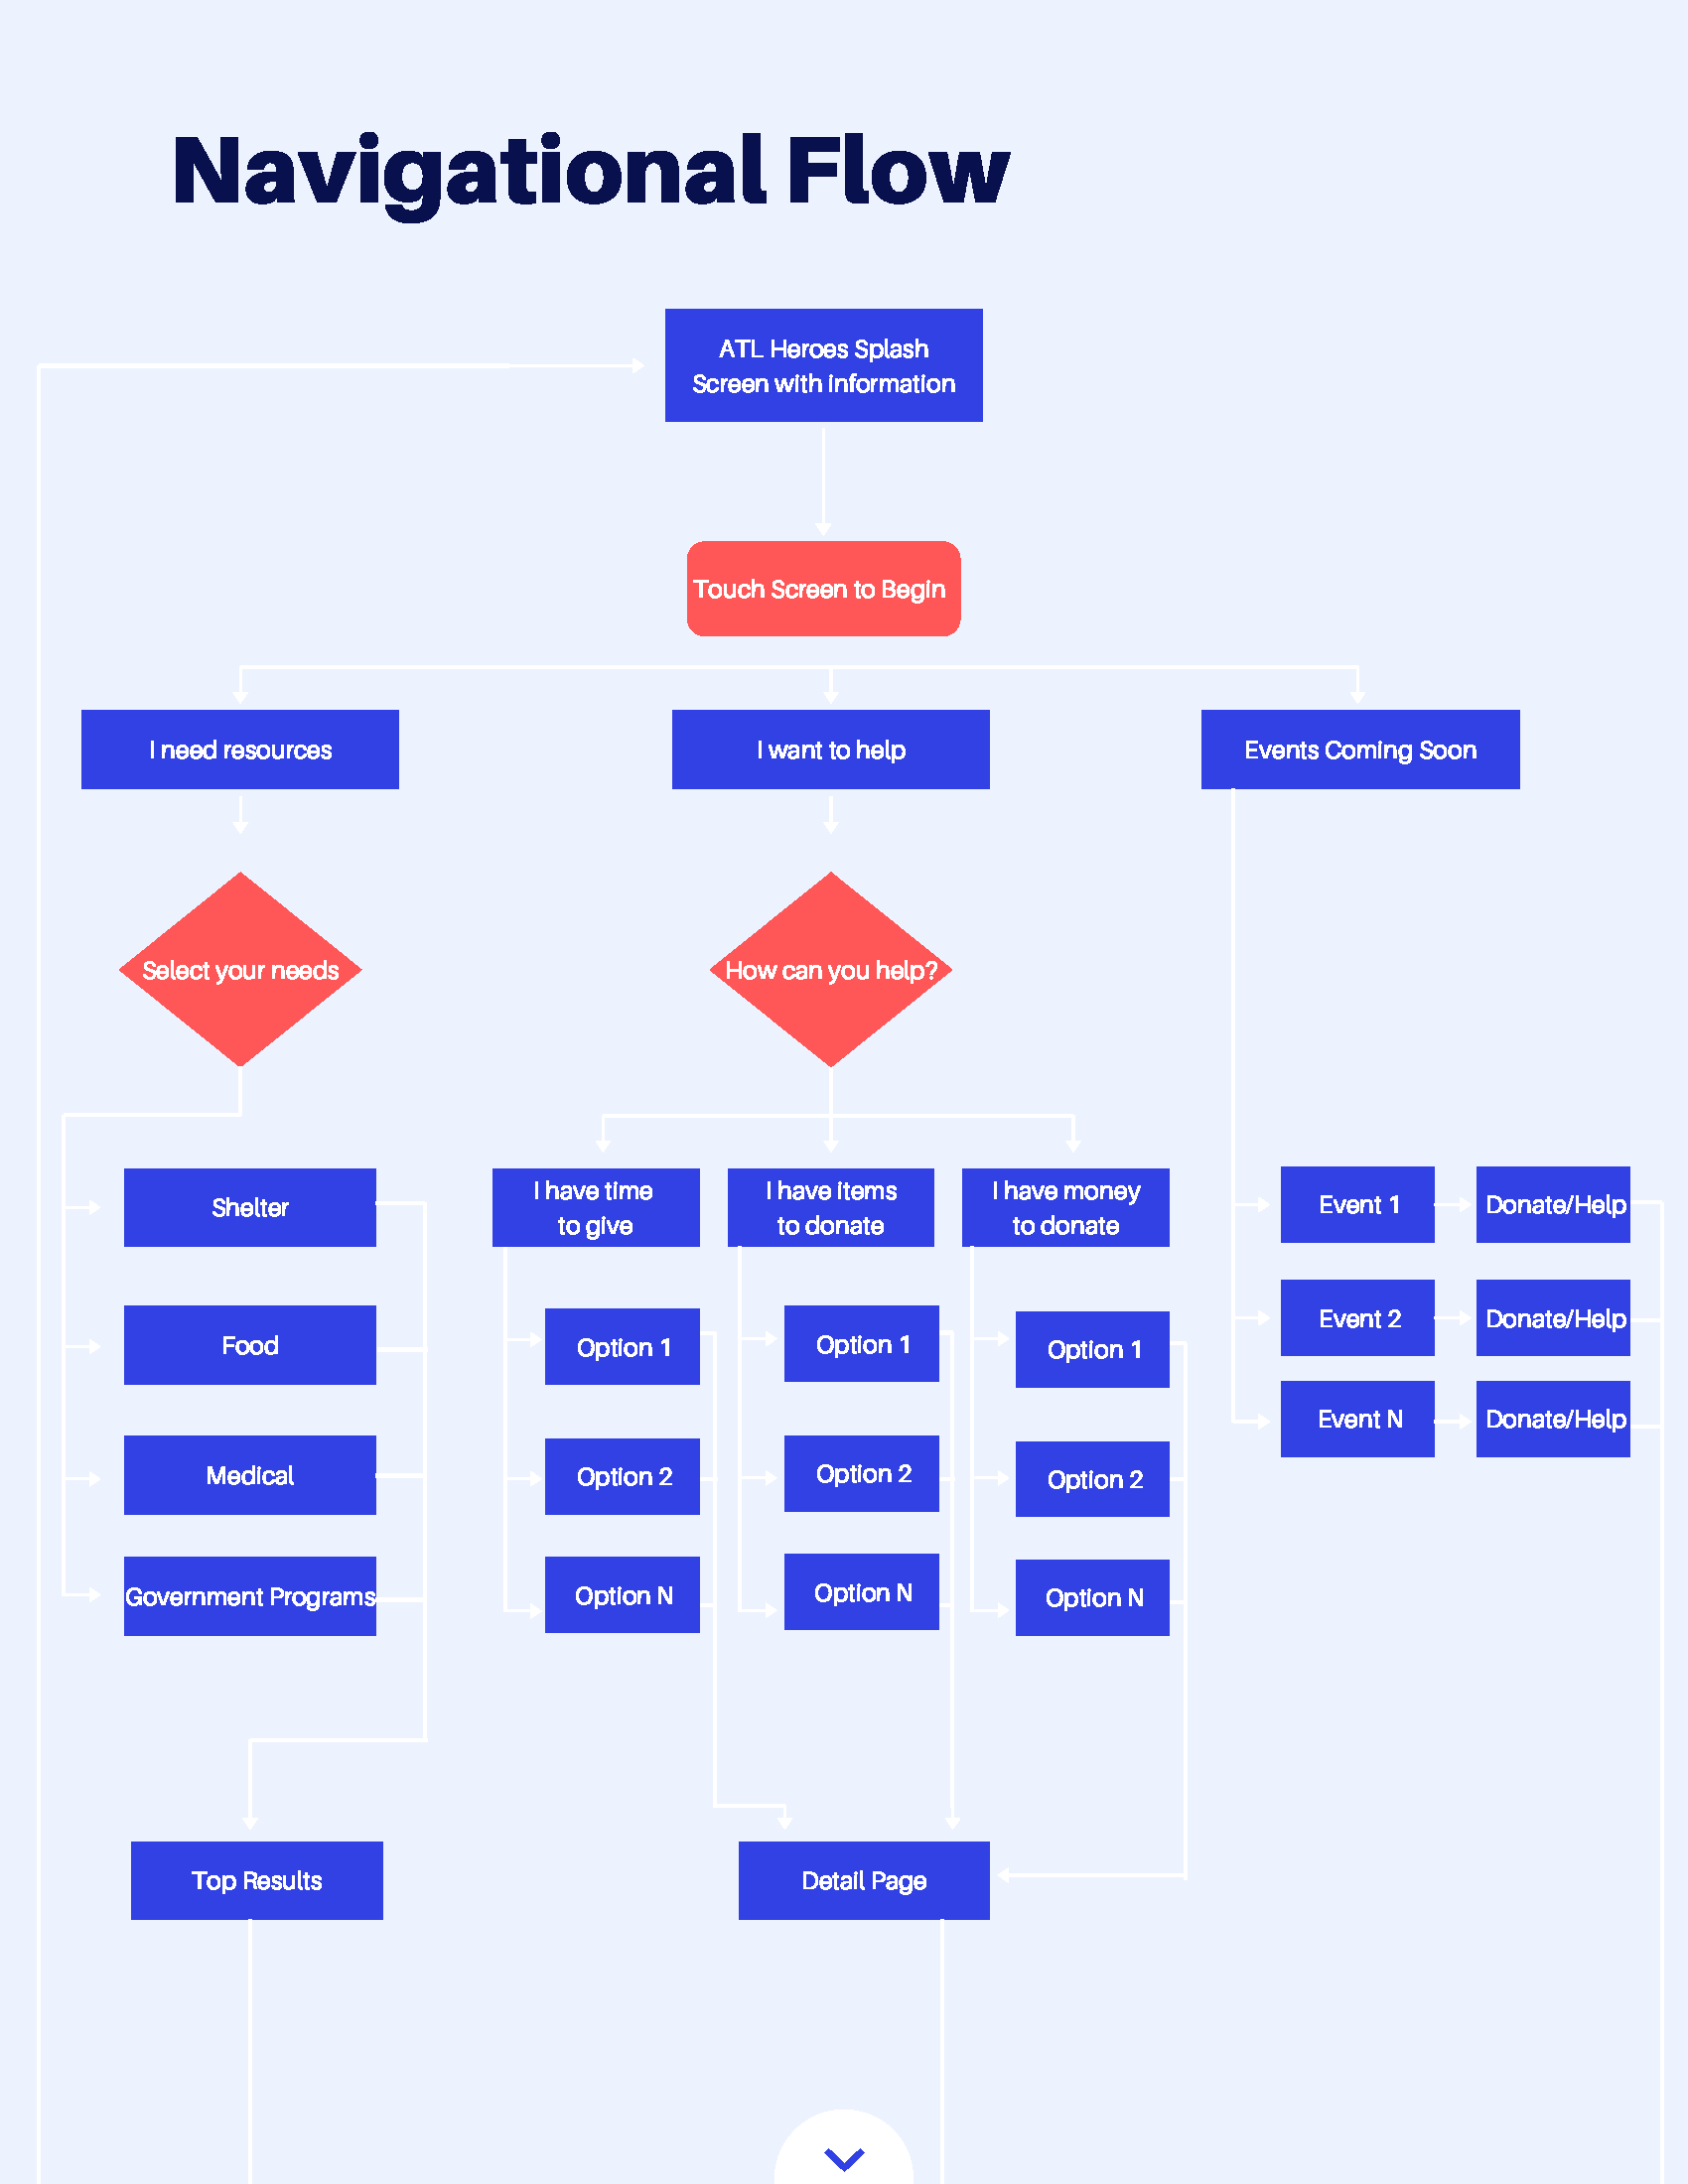 Navigational Flow
ATL Heroes Splash
Screen with information
Touch Screen to Begin
I need resources
I want to help
Events Coming Soon
Select your needs
How can you help?
Shelter
Food
Medical
Government Programs
I have time
to give
Option 1
Option 2
Option N
I have items
to donate
Option 1
Option 2
Option N
I have money
to donate
Option 1
Option 2
Option N
Event 1
Donate/Help
Event 2
Donate/Help
Event N
Donate/Help
Top Results
Detail Page